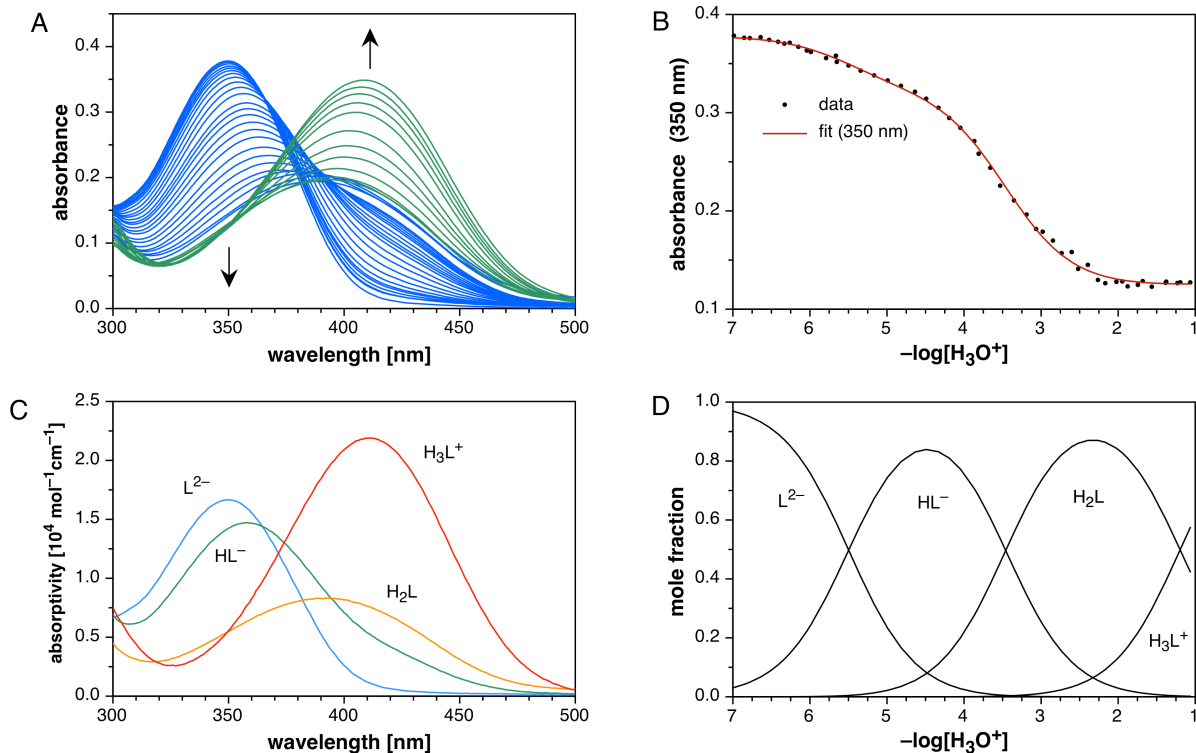 A
0.4
0.3
0.2
0.1
0.0
absorbance
300
350
400
450
500
wavelength [nm]
B
0.4
0.3
0.2
0.1
absorbance (350 nm)
data
fit (350 nm)
7
6
5
4
3
2
1
–log[H₃O⁺]
C
2.5
2.0
1.5
1.0
0.5
0.0
absorptivity [10⁴ mol⁻¹cm⁻¹]
L²⁻
HL⁻
H₂L
H₃L⁺
300
350
400
450
500
wavelength [nm]
D
1.0
0.8
0.6
0.4
0.2
0.0
mole fraction
L²⁻
HL⁻
H₂L
H₃L⁺
7
6
5
4
3
2
1
–log[H₃O⁺]